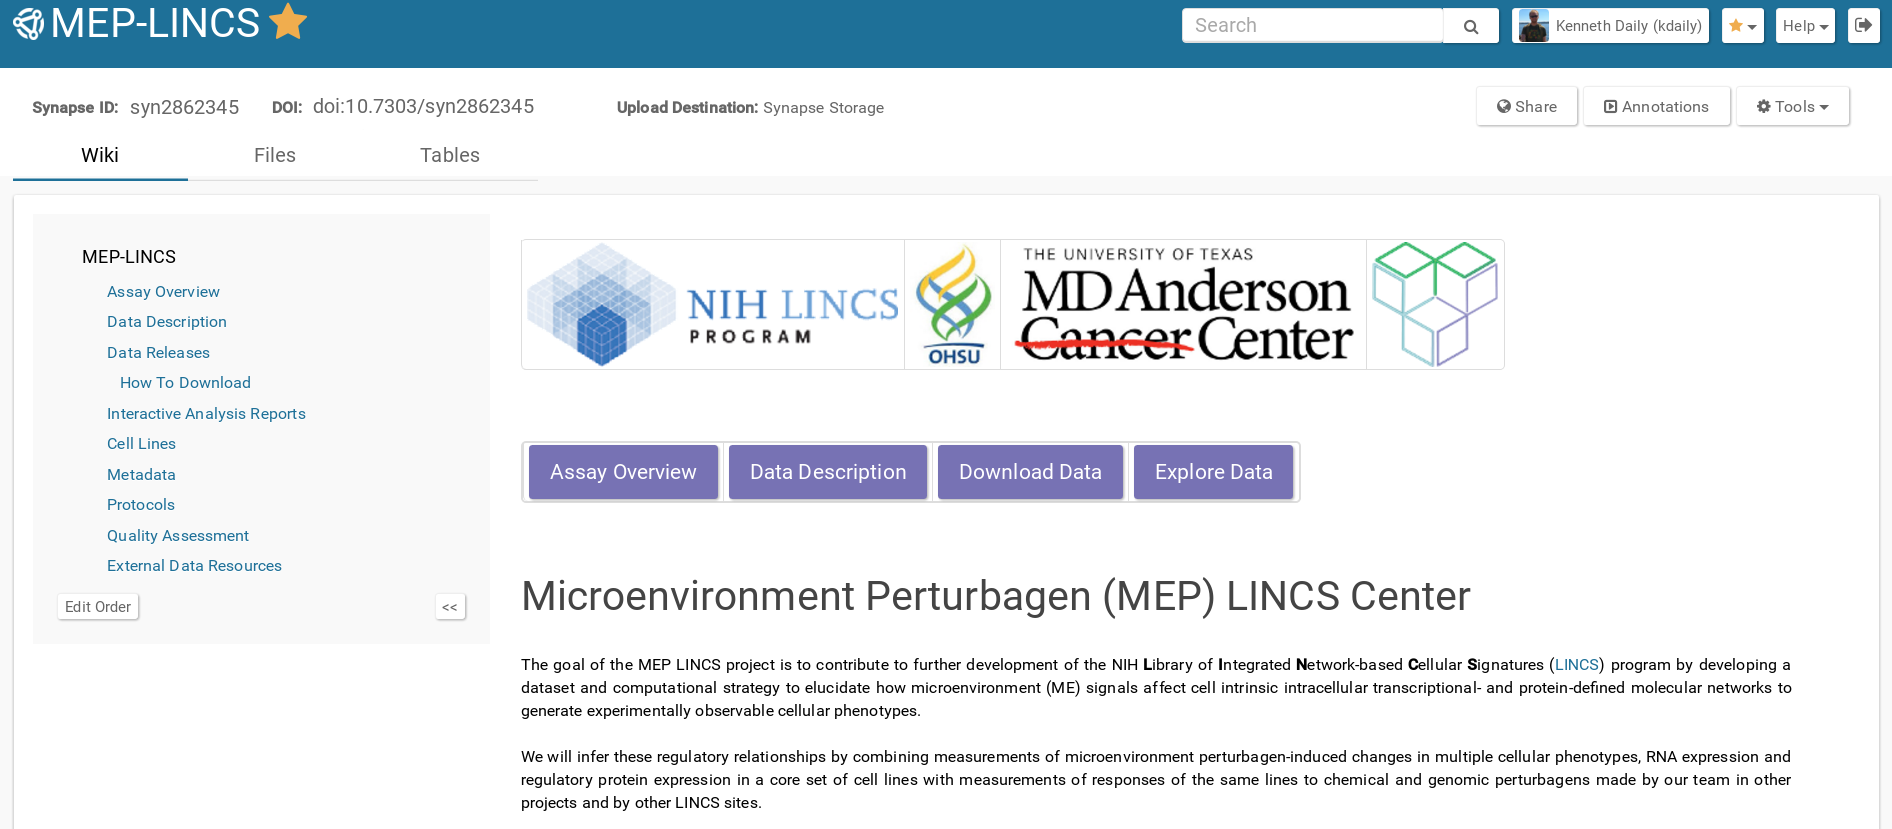 MEP-LINCS
Search
Kenneth Daily (kdaily)
Help
Synapse ID: syn2862345 DOI: doi:10.7303/syn2862345 Upload Destination: Synapse Storage
Share Annotations Tools
Wiki Files Tables
MEP-LINCS
Assay Overview
Data Description
Data Releases
How To Download
Interactive Analysis Reports
Cell Lines
Metadata
Protocols
Quality Assessment
External Data Resources
Edit Order <<
NIH LINCS
PROGRAM
OHSU
THE UNIVERSITY OF TEXAS
MD Anderson
Cancer Center
Assay Overview Data Description Download Data Explore Data
Microenvironment Perturbagen (MEP) LINCS Center
The goal of the MEP LINCS project is to contribute to further development of the NIH Library of Integrated Network-based Cellular Signatures (LINCS) program by developing a
dataset and computational strategy to elucidate how microenvironment (ME) signals affect cell intrinsic intracellular transcriptional- and protein-defined molecular networks to
generate experimentally observable cellular phenotypes.
We will infer these regulatory relationships by combining measurements of microenvironment perturbagen-induced changes in multiple cellular phenotypes, RNA expression and
regulatory protein expression in a core set of cell lines with measurements of responses of the same lines to chemical and genomic perturbagens made by our team in other
projects and by other LINCS sites.